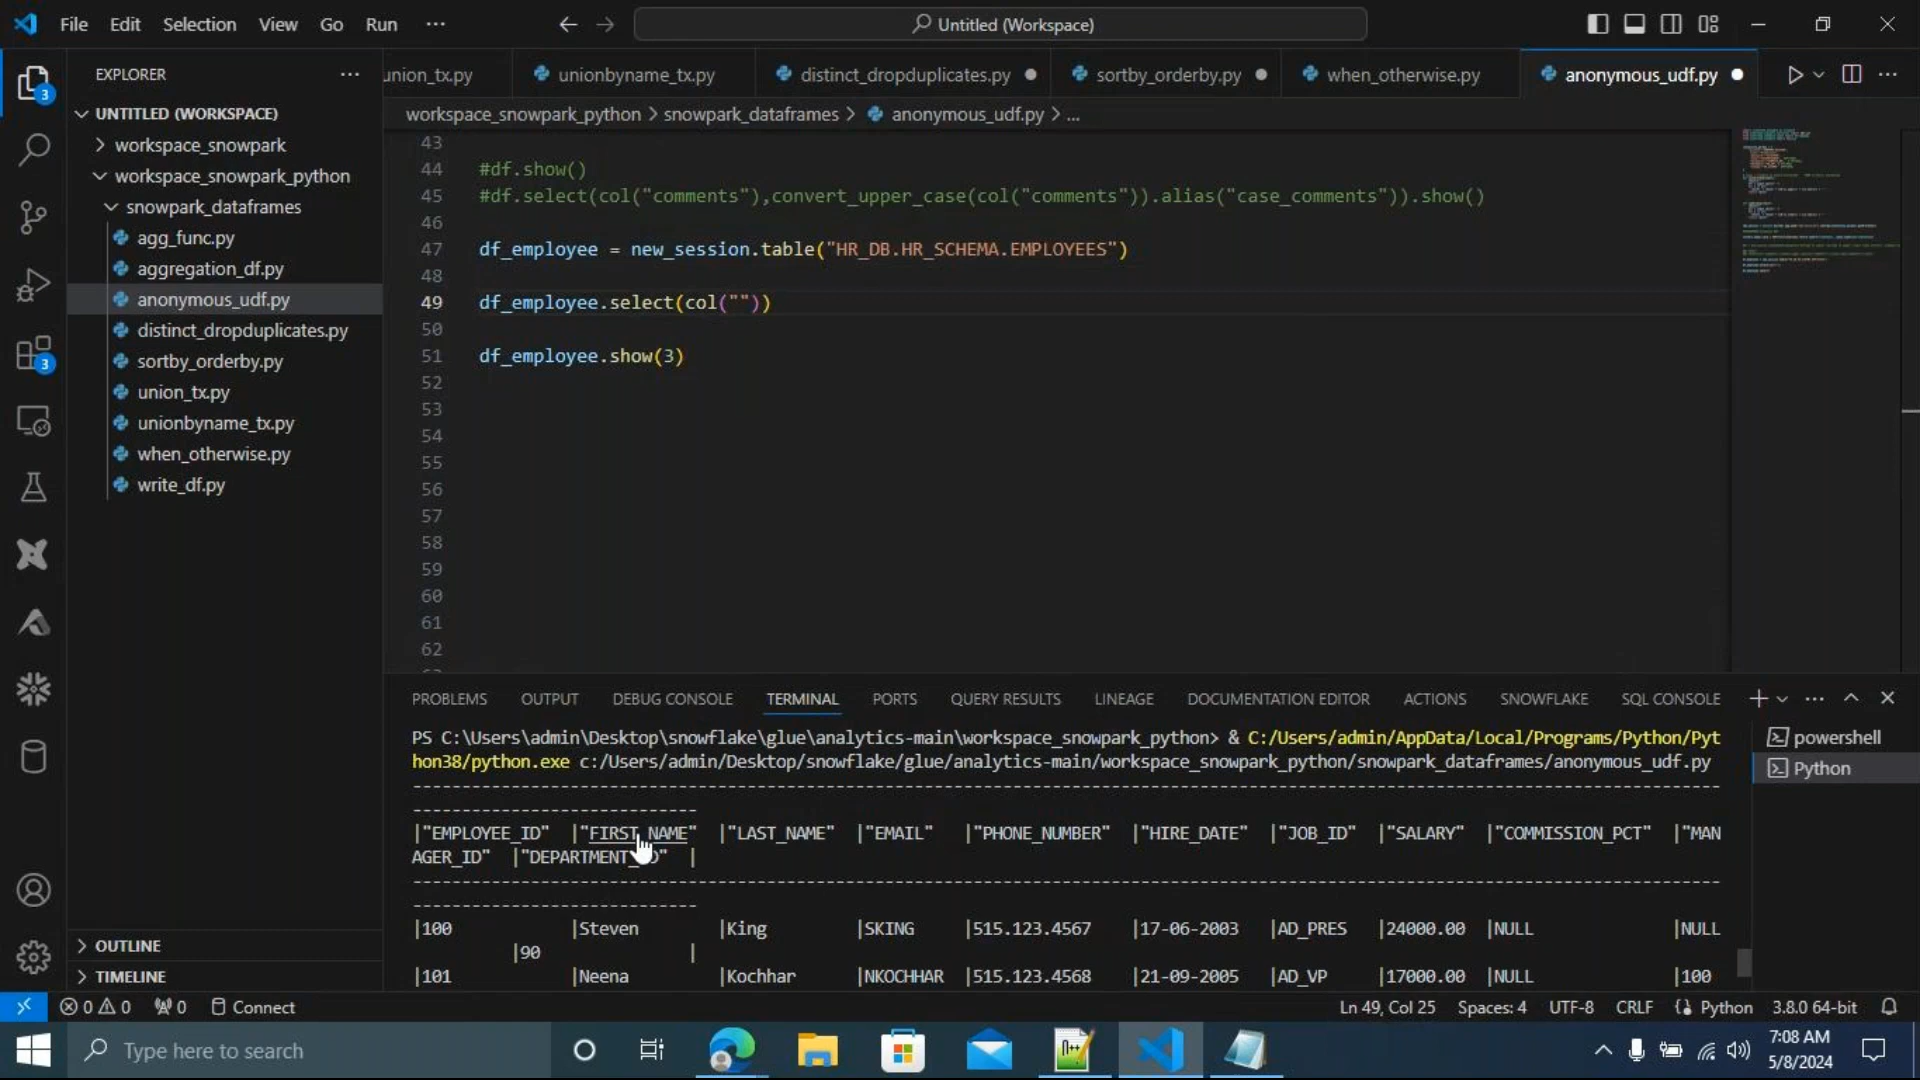 File Edit Selection View Go Run ··· Untitled (Workspace)
EXPLORER ···
union_tx.py unionbyname_tx.py distinct_dropduplicates.py sortby_orderby.py when_otherwise.py anonymous_udf.py ···
workspace_snowpark_python > snowpark_dataframes > anonymous_udf.py > ...
3
UNTITLED (WORKSPACE)
workspace_snowpark
workspace_snowpark_python
snowpark_dataframes
agg_func.py
aggregation_df.py
anonymous_udf.py
distinct_dropduplicates.py
sortby_orderby.py
union_tx.py
unionbyname_tx.py
when_otherwise.py
write_df.py
3
OUTLINE
TIMELINE
43
44 #df.show()
45 #df.select(col("comments"),convert_upper_case(col("comments")).alias("case_comments")).show()
46
47 df_employee = new_session.table("HR_DB.HR_SCHEMA.EMPLOYEES")
48
49 df_employee.select(col(""))
50
51 df_employee.show(3)
52
53
54
55
56
57
58
59
60
61
62
PROBLEMS OUTPUT DEBUG CONSOLE TERMINAL PORTS QUERY RESULTS LINEAGE DOCUMENTATION EDITOR ACTIONS SNOWFLAKE SQL CONSOLE ···
PS C:\Users\admin\Desktop\snowflake\glue\analytics-main\workspace_snowpark_python> & C:/Users/admin/AppData/Local/Programs/Python/Pyt
hon38/python.exe c:/Users/admin/Desktop/snowflake/glue/analytics-main/workspace_snowpark_python/snowpark_dataframes/anonymous_udf.py
powershell
Python
|"EMPLOYEE_ID" |"FIRST_NAME" |"LAST_NAME" |"EMAIL" |"PHONE_NUMBER" |"HIRE_DATE" |"JOB_ID" |"SALARY" |"COMMISSION_PCT" |"MAN
AGER_ID" |"DEPARTMENT_ID" |
|100 |Steven |King |SKING |515.123.4567 |17-06-2003 |AD_PRES |24000.00 |NULL |NULL
|90 |
|101 |Neena |Kochhar |NKOCHHAR |515.123.4568 |21-09-2005 |AD_VP |17000.00 |NULL |100
0 0 0 Connect Ln 49, Col 25 Spaces: 4 UTF-8 CRLF {} Python 3.8.0 64-bit
Type here to search
7:08 AM
5/8/2024